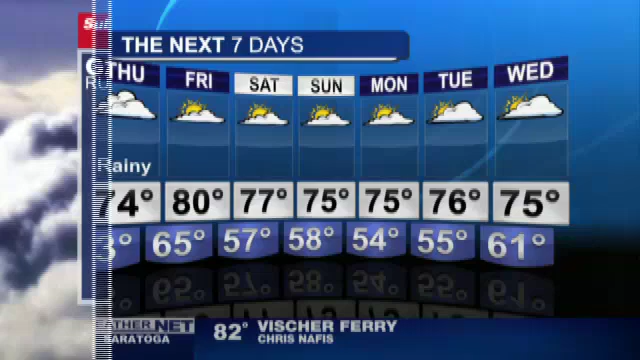 THE NEXT 7 DAYS
THU FRI SAT SUN MON TUE WED
Rainy
74° 80° 77° 75° 75° 76° 75°
65° 57° 58° 54° 55° 61°
NET 82° VISCHER FERRY
CHRIS NAFIS